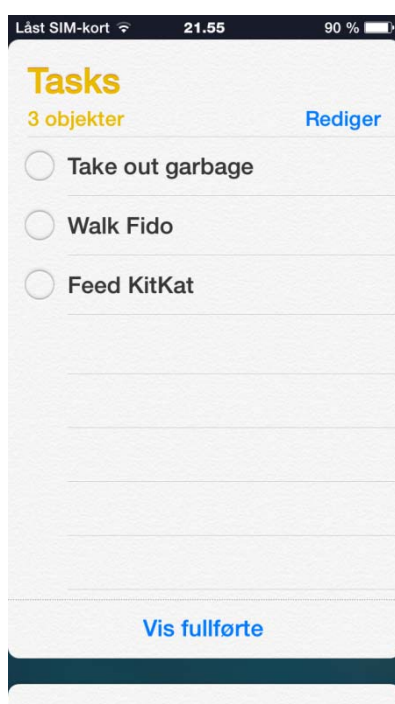 Låst SIM-kort 21.55 90 %
Tasks
3 objekter Rediger
Take out garbage
Walk Fido
Feed KitKat
Vis fullførte